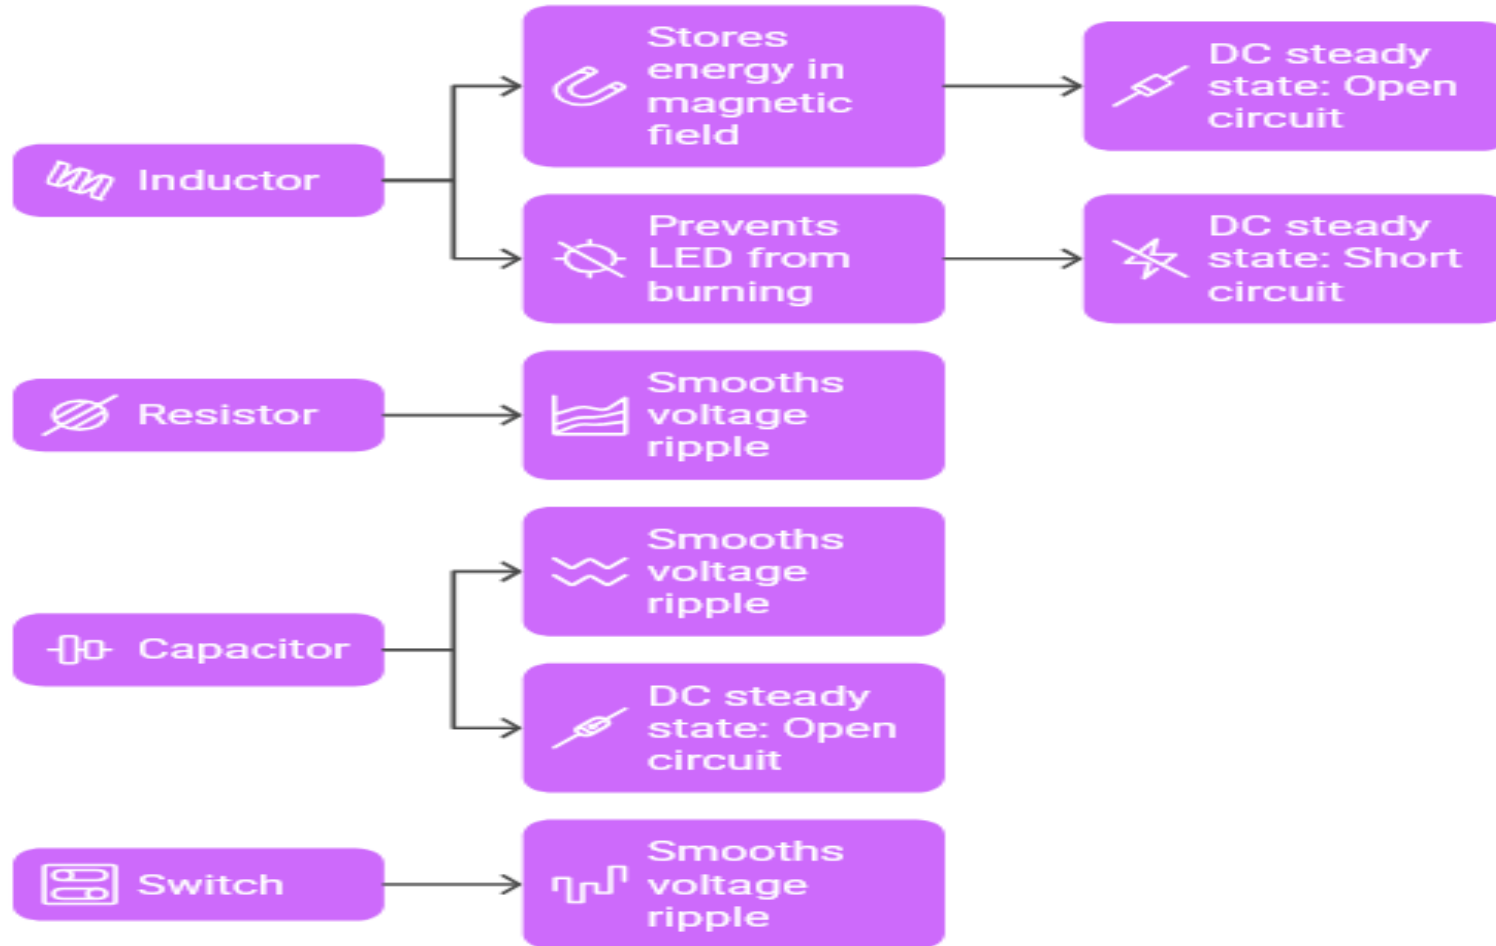 Inductor
Stores
energy in
magnetic
field
DC steady
state: Open
circuit
Prevents
LED from
burning
DC steady
state: Short
circuit
Resistor
Smooths
voltage
ripple
Capacitor
Smooths
voltage
ripple
DC steady
state: Open
circuit
Switch
Smooths
voltage
ripple